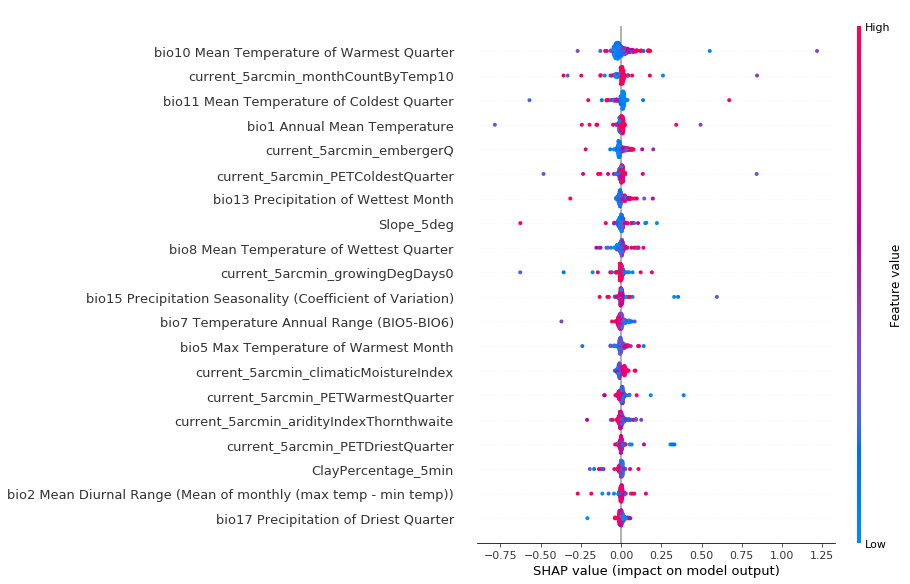 High
bio10 Mean Temperature of Warmest Quarter
current_5arcmin_monthCountByTemp10
bio11 Mean Temperature of Coldest Quarter
bio1 Annual Mean Temperature
current_5arcmin_embergerQ
current_5arcmin_PETColdestQuarter
bio13 Precipitation of Wettest Month
Slope_5deg
bio8 Mean Temperature of Wettest Quarter
current_5arcmin_growingDegDays0
bio15 Precipitation Seasonality (Coefficient of Variation)
bio7 Temperature Annual Range (BIO5-BIO6)
bio5 Max Temperature of Warmest Month
current_5arcmin_climaticMoistureIndex
current_5arcmin_PETWarmestQuarter
current_5arcmin_aridityIndexThornthwaite
current_5arcmin_PETDriestQuarter
ClayPercentage_5min
bio2 Mean Diurnal Range (Mean of monthly (max temp - min temp))
bio17 Precipitation of Driest Quarter
Feature value
Low
−0.75 −0.50 −0.25 0.00 0.25 0.50 0.75 1.00 1.25
SHAP value (impact on model output)